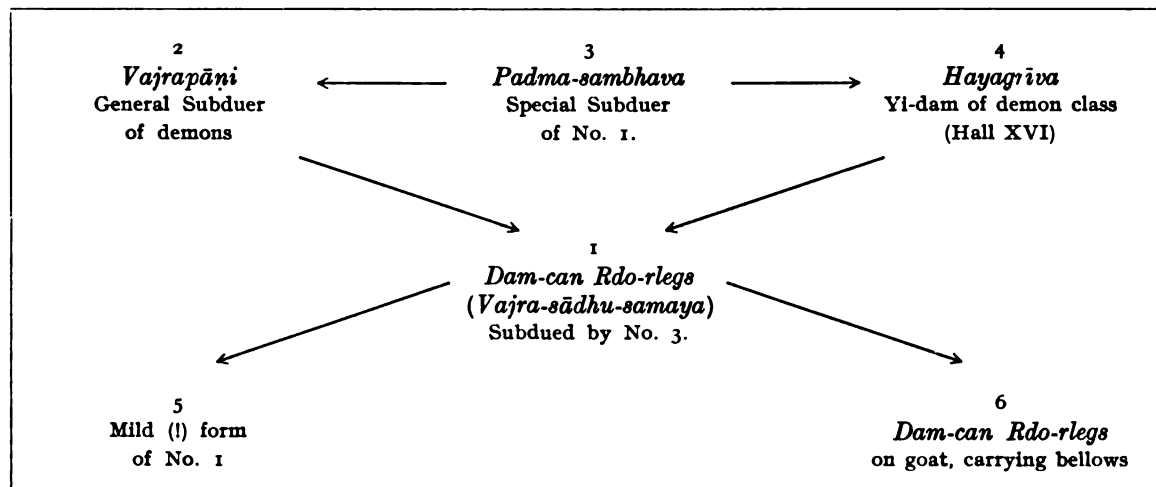 2
Vajrapāṇi
General Subduer
of demons
3
Padma-sambhava
Special Subduer
of No. 1.
4
Hayagrīva
Yi-dam of demon class
(Hall XVI)
1
Dam-can Rdo-rlegs
(Vajra-sādhu-samaya)
Subdued by No. 3.
5
Mild (!) form
of No. 1
6
Dam-can Rdo-rlegs
on goat, carrying bellows